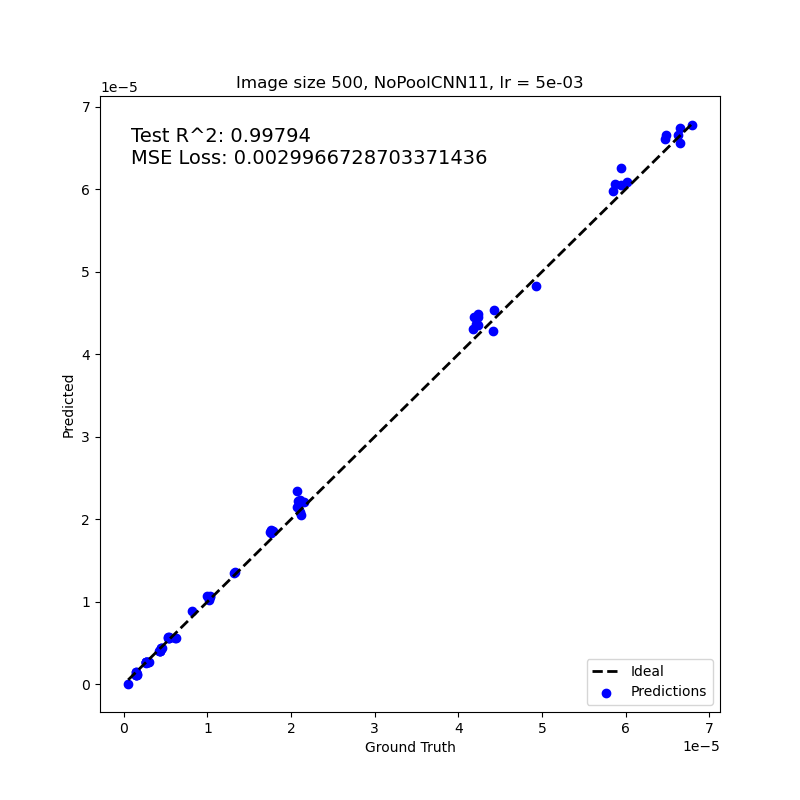 Image size 500, NoPoolCNN11, lr = 5e-03
1e−5
Test R^2: 0.99794
MSE Loss: 0.0029966728703371436
7
6
5
4
3
2
1
0
Predicted
Ideal
Predictions
0 1 2 3 4 5 6 7
Ground Truth
1e−5